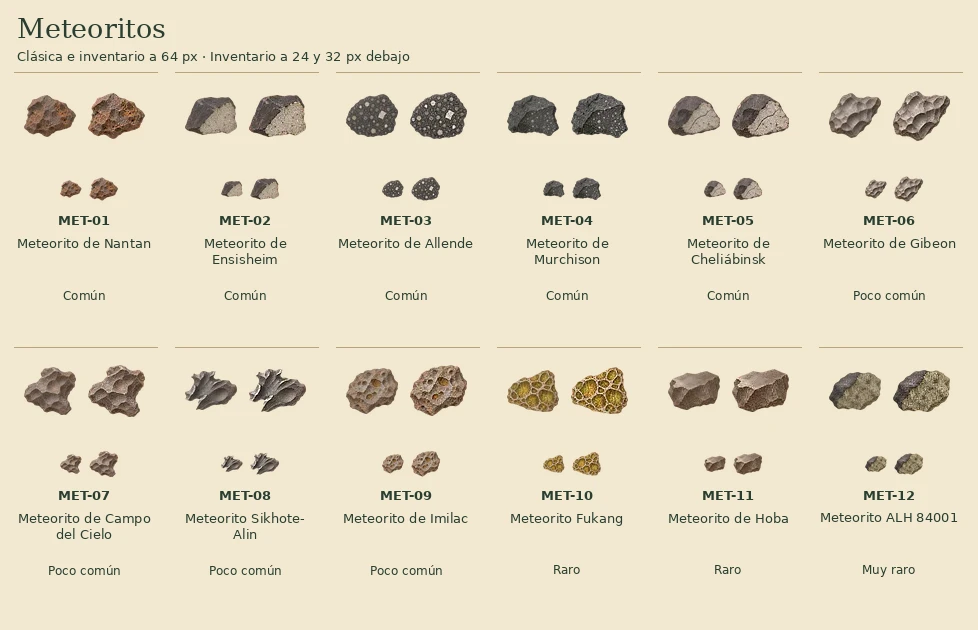 Meteoritos
Clásica e inventario a 64 px · Inventario a 24 y 32 px debajo
MET-01
Meteorito de Nantan
Común
MET-02
Meteorito de
Ensisheim
Común
MET-03
Meteorito de Allende
Común
MET-04
Meteorito de
Murchison
Común
MET-05
Meteorito de
Cheliábinsk
Común
MET-06
Meteorito de Gibeon
Poco común
MET-07
Meteorito de Campo
del Cielo
Poco común
MET-08
Meteorito Sikhote-
Alin
Poco común
MET-09
Meteorito de Imilac
Poco común
MET-10
Meteorito Fukang
Raro
MET-11
Meteorito de Hoba
Raro
MET-12
Meteorito ALH 84001
Muy raro